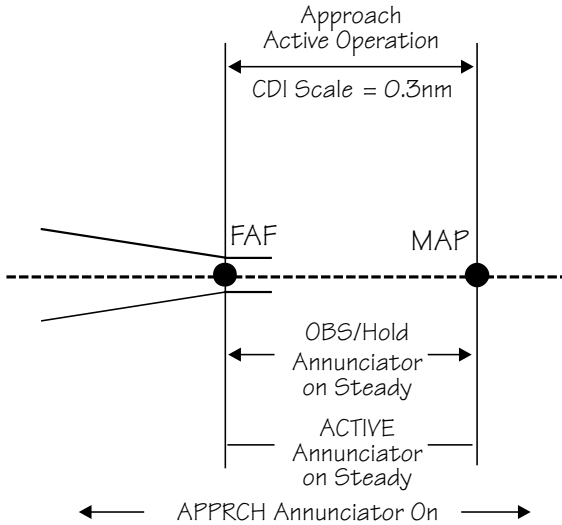 Approach
Active Operation
CDI Scale = 0.3nm
FAF
MAP
OBS/Hold
Annunciator
on Steady
ACTIVE
Annunciator
on Steady
APPRCH Annunciator On